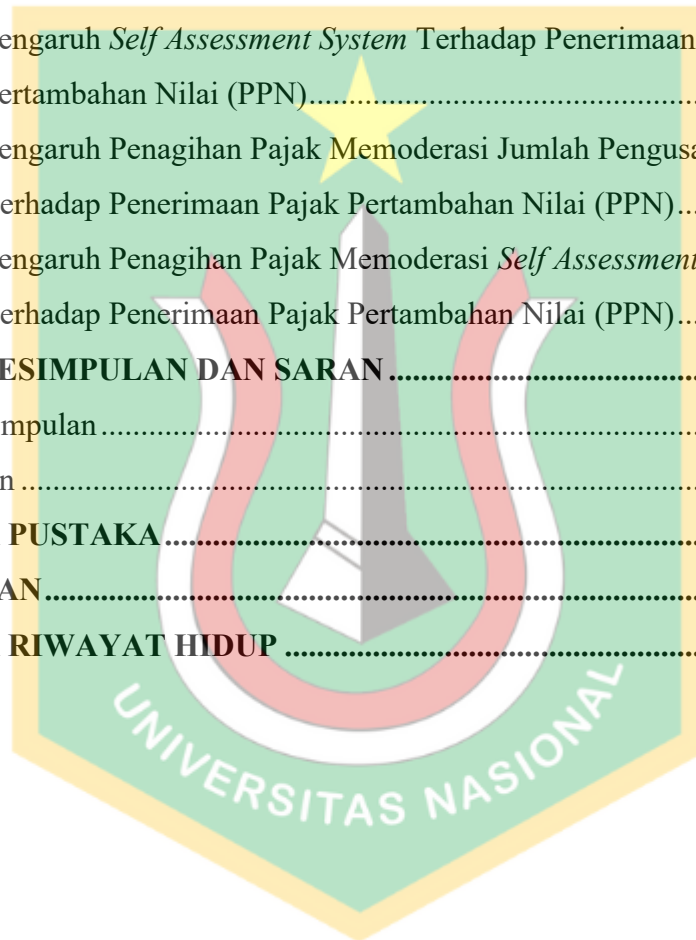 engaruh Self Assessment System Terhadap Penerimaan
ertambahan Nilai (PPN)................................................
engaruh Penagihan Pajak Memoderasi Jumlah Pengusa
erhadap Penerimaan Pajak Pertambahan Nilai (PPN)...
engaruh Penagihan Pajak Memoderasi Self Assessment
erhadap Penerimaan Pajak Pertambahan Nilai (PPN)...
ESIMPULAN DAN SARAN.......................................
mpulan..........................................................................
n...................................................................................
PUSTAKA..................................................................
AN................................................................................
RIWAYAT HIDUP....................................................
UNIVERSITAS NASIONAL